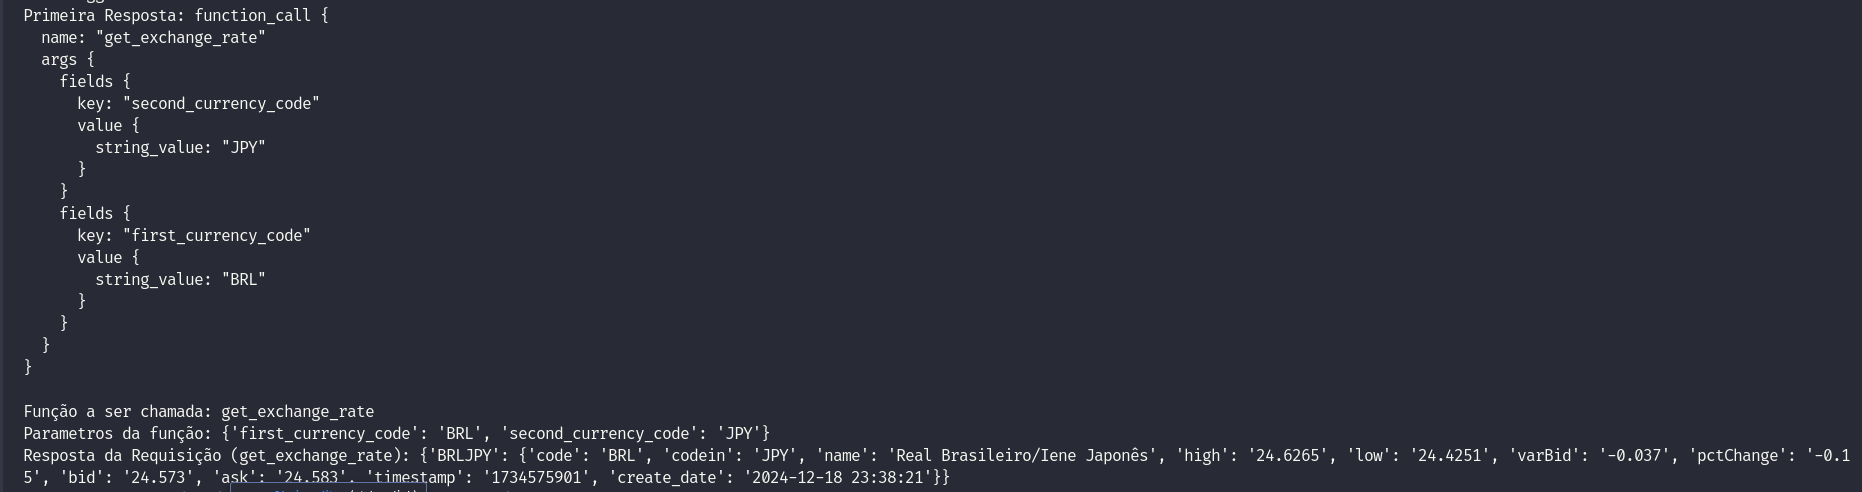 Primeira Resposta: function_call {
  name: "get_exchange_rate"
  args {
    fields {
      key: "second_currency_code"
      value {
        string_value: "JPY"
      }
    }
    fields {
      key: "first_currency_code"
      value {
        string_value: "BRL"
      }
    }
  }
}
Função a ser chamada: get_exchange_rate
Parametros da função: {'first_currency_code': 'BRL', 'second_currency_code': 'JPY'}
Resposta da Requisição (get_exchange_rate): {'BRLJPY': {'code': 'BRL', 'codein': 'JPY', 'name': 'Real Brasileiro/Iene Japonês', 'high': '24.6265', 'low': '24.4251', 'varBid': '-0.037', 'pctChange': '-0.1
5', 'bid': '24.573', 'ask': '24.583', 'timestamp': '1734575901', 'create_date': '2024-12-18 23:38:21'}}